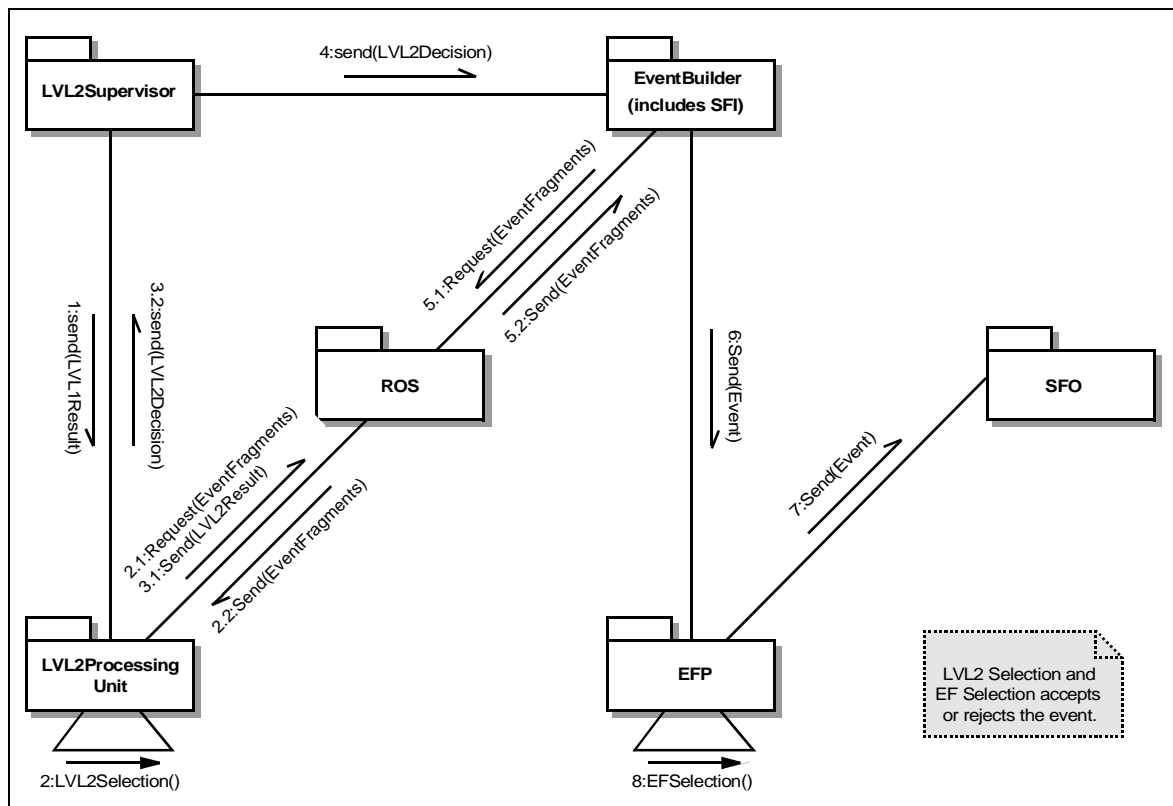 4:send(LVL2Decision)
LVL2Supervisor
EventBuilder
(includes SFI)
5.1:Request(EventFragments)
5.2:Send(EventFragments)
1:send(LVL1Result)
3.2:send(LVL2Decision)
6:Send(Event)
ROS
SFO
7:Send(Event)
2.1:Request(EventFragments)
3.1:Send(LVL2Result)
2.2:Send(EventFragments)
LVL2Processing
Unit
EFP
LVL2 Selection and
EF Selection accepts
or rejects the event.
2:LVL2Selection()
8:EFSelection()